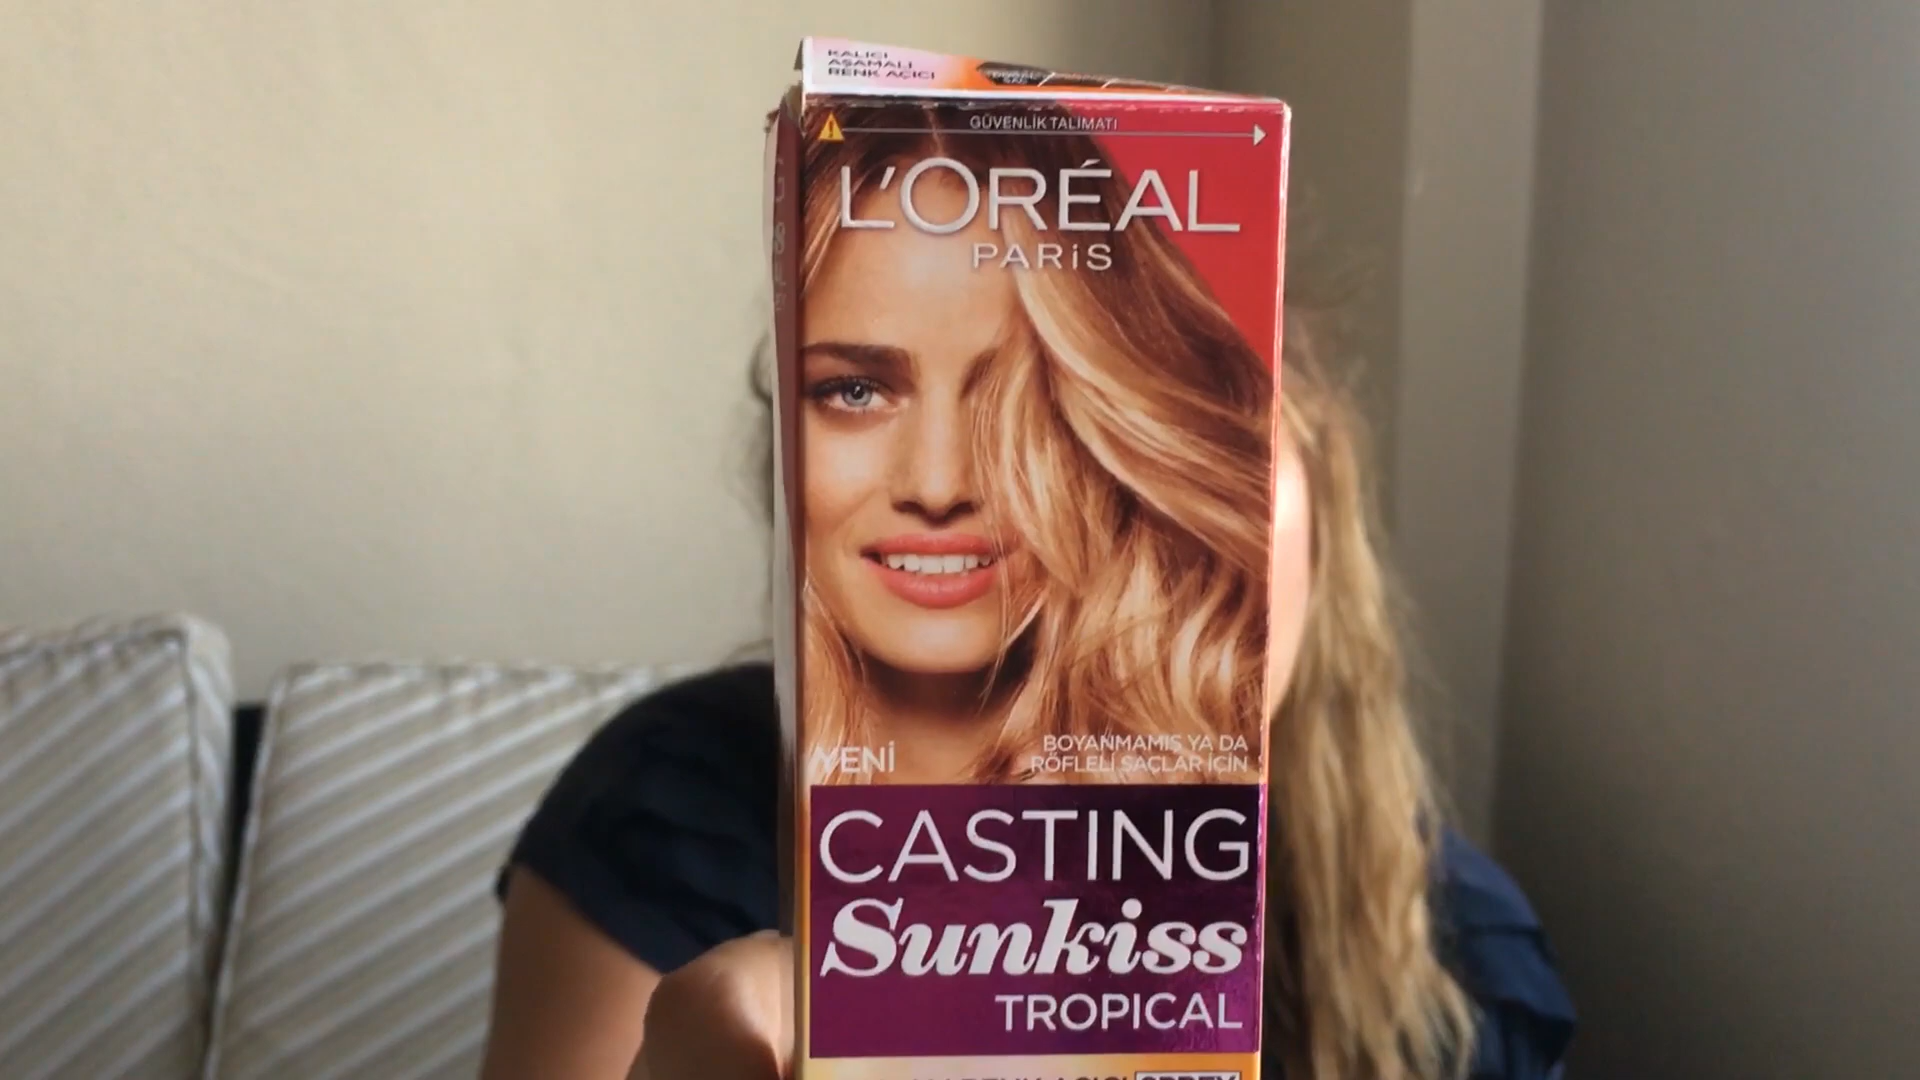 KALICI
AŞAMALI
RENK AÇICI
GÜVENLİK TALİMATI
L'ORÉAL
PARiS
YENİ
BOYANMAMIŞ YA DA
RÖFLELİ SAÇLAR İÇİN
CASTING
Sunkiss
TROPICAL